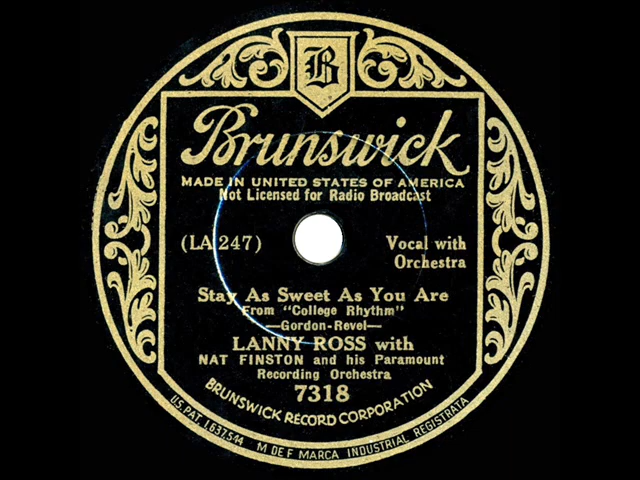 B
Brunswick
MADE IN UNITED STATES OF AMERICA
Not Licensed for Radio Broadcast
(LA 247)
Vocal with
Orchestra
Stay As Sweet As You Are
From "College Rhythm"
—Gordon-Revel—
LANNY ROSS with
NAT FINSTON and his Paramount
Recording Orchestra
7318
BRUNSWICK RECORD CORPORATION
U.S. PAT. 1,637,544 M DE F MARCA INDUSTRIAL REGISTRATA